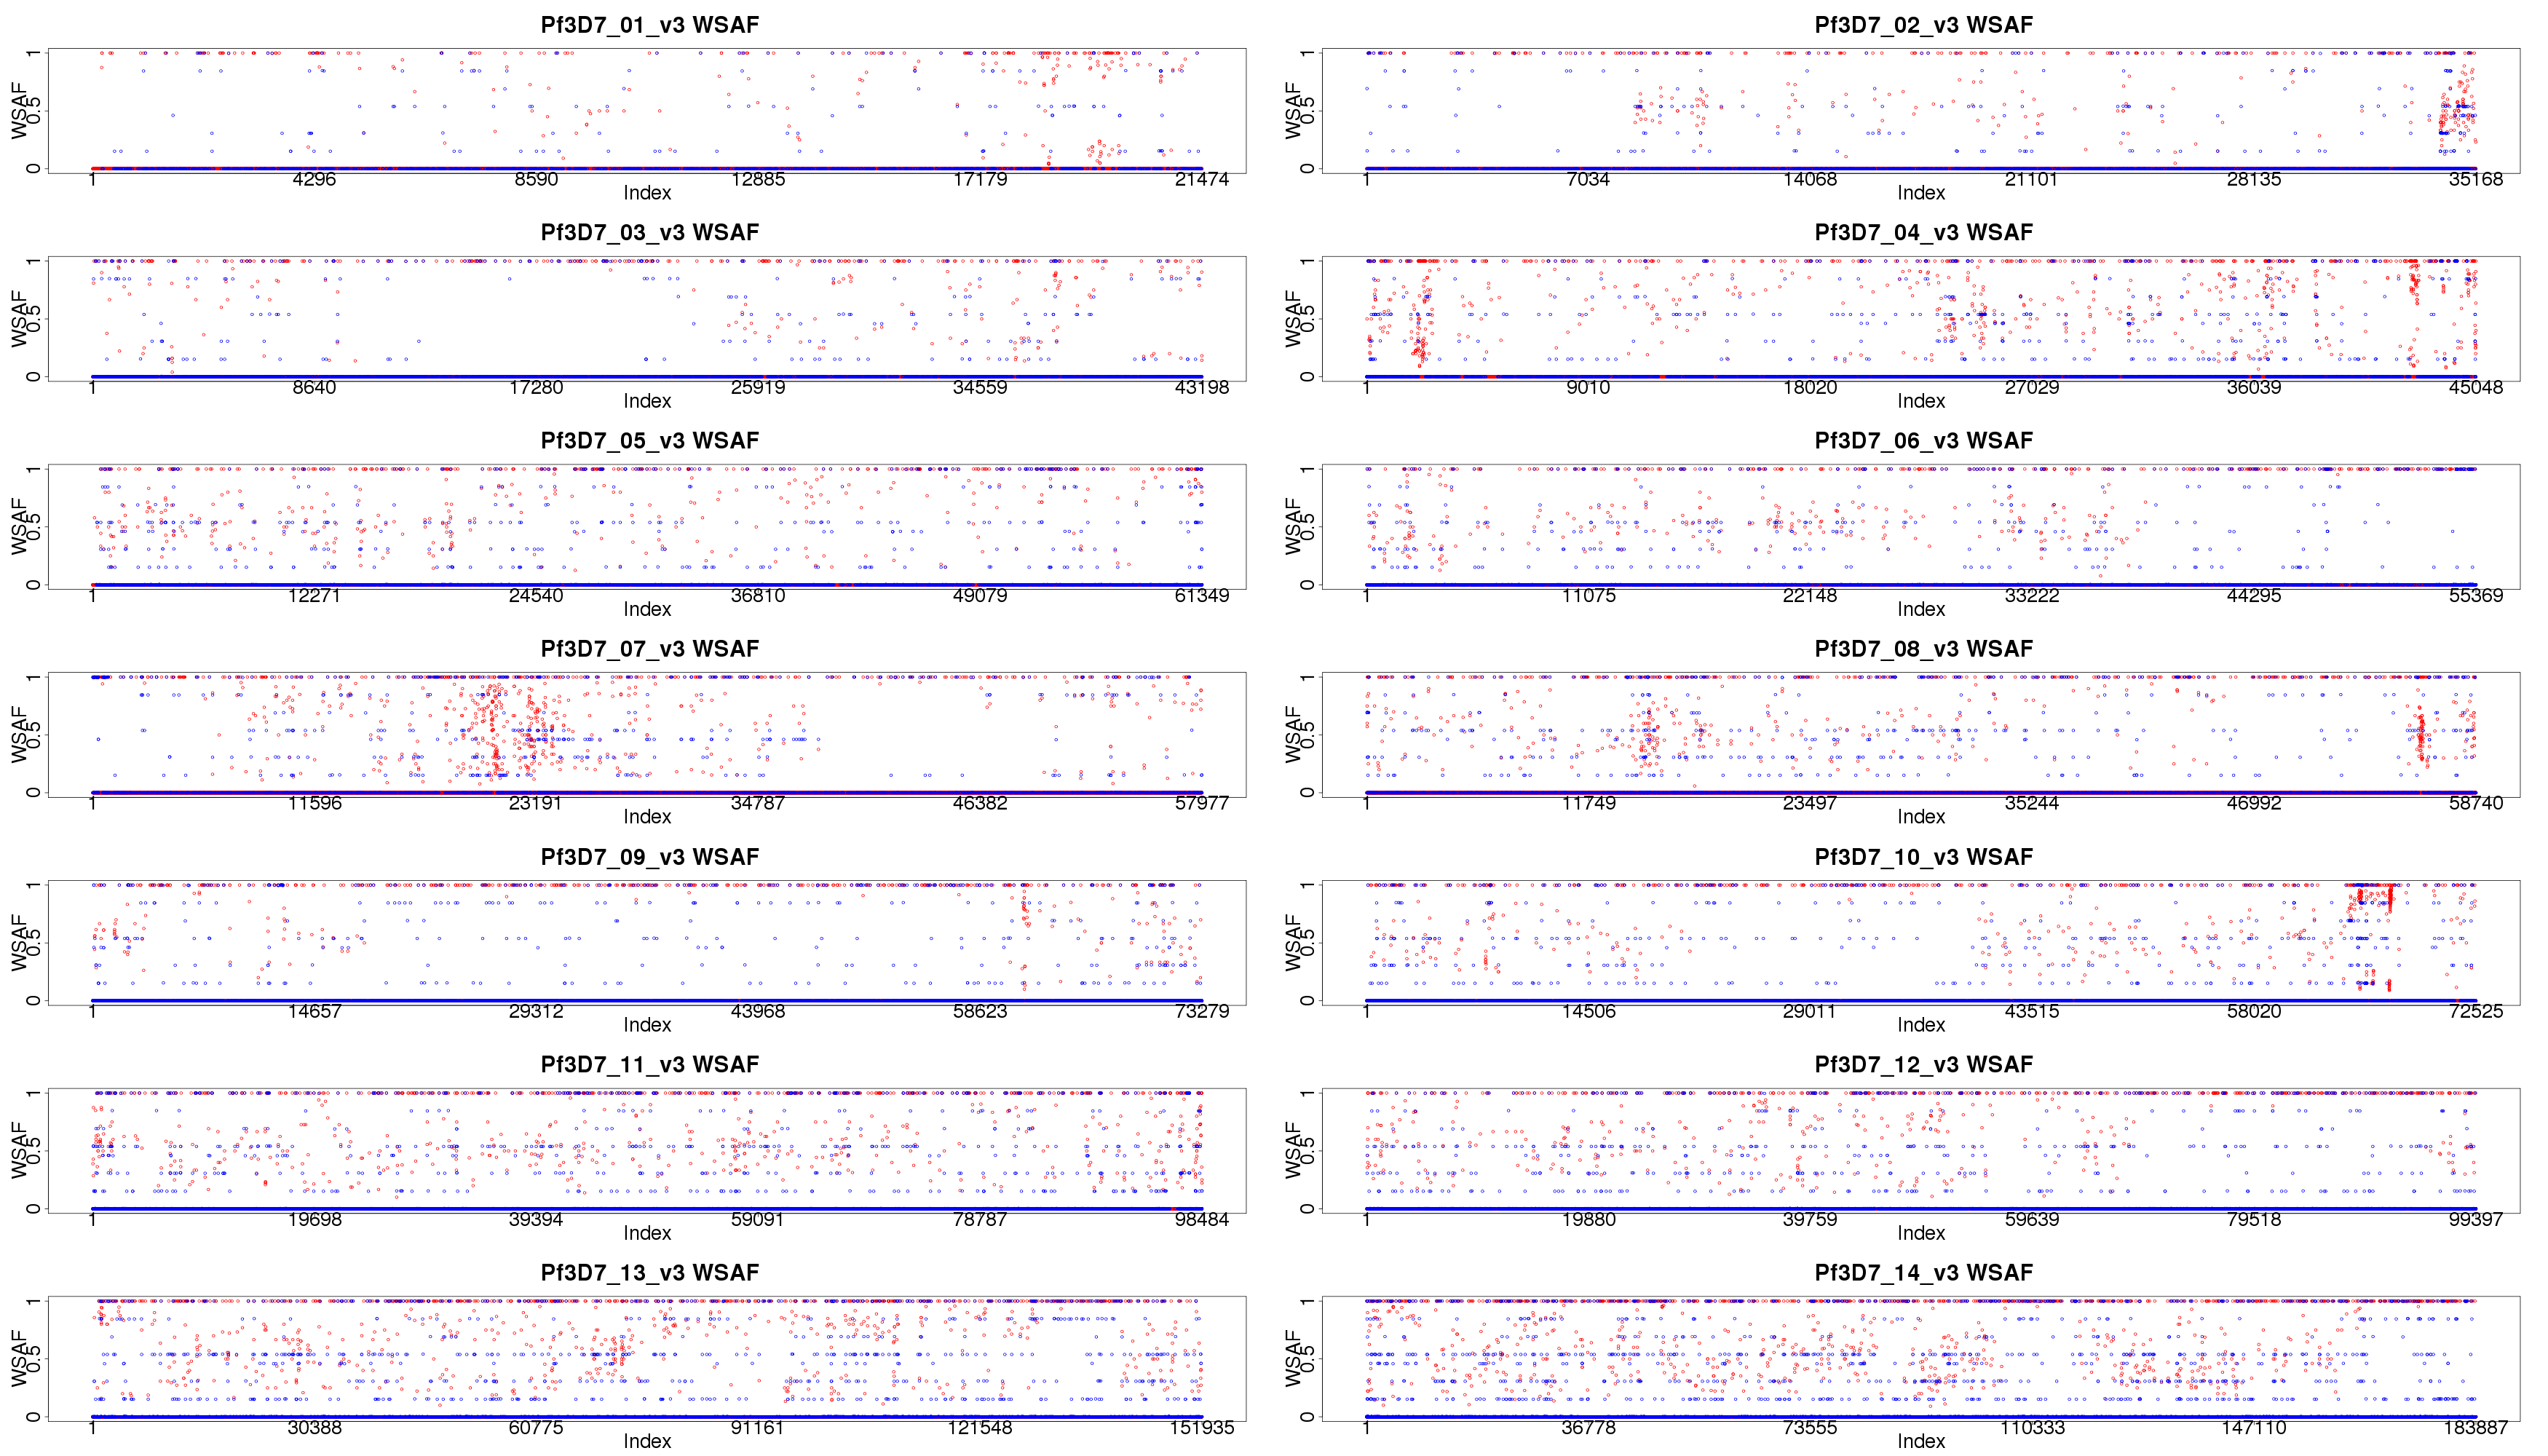 Pf3D7_01_v3 WSAF
WSAF
1
0.5
0
1 4296 8590 12885 17179 21474
Index
Pf3D7_02_v3 WSAF
WSAF
1
0.5
0
1 7034 14068 21101 28135 35168
Index
Pf3D7_03_v3 WSAF
WSAF
1
0.5
0
1 8640 17280 25919 34559 43198
Index
Pf3D7_04_v3 WSAF
WSAF
1
0.5
0
1 9010 18020 27029 36039 45048
Index
Pf3D7_05_v3 WSAF
WSAF
1
0.5
0
1 12271 24540 36810 49079 61349
Index
Pf3D7_06_v3 WSAF
WSAF
1
0.5
0
1 11075 22148 33222 44295 55369
Index
Pf3D7_07_v3 WSAF
WSAF
1
0.5
0
1 11596 23191 34787 46382 57977
Index
Pf3D7_08_v3 WSAF
WSAF
1
0.5
0
1 11749 23497 35244 46992 58740
Index
Pf3D7_09_v3 WSAF
WSAF
1
0.5
0
1 14657 29312 43968 58623 73279
Index
Pf3D7_10_v3 WSAF
WSAF
1
0.5
0
1 14506 29011 43515 58020 72525
Index
Pf3D7_11_v3 WSAF
WSAF
1
0.5
0
1 19698 39394 59091 78787 98484
Index
Pf3D7_12_v3 WSAF
WSAF
1
0.5
0
1 19880 39759 59639 79518 99397
Index
Pf3D7_13_v3 WSAF
WSAF
1
0.5
0
1 30388 60775 91161 121548 151935
Index
Pf3D7_14_v3 WSAF
WSAF
1
0.5
0
1 36778 73555 110333 147110 183887
Index